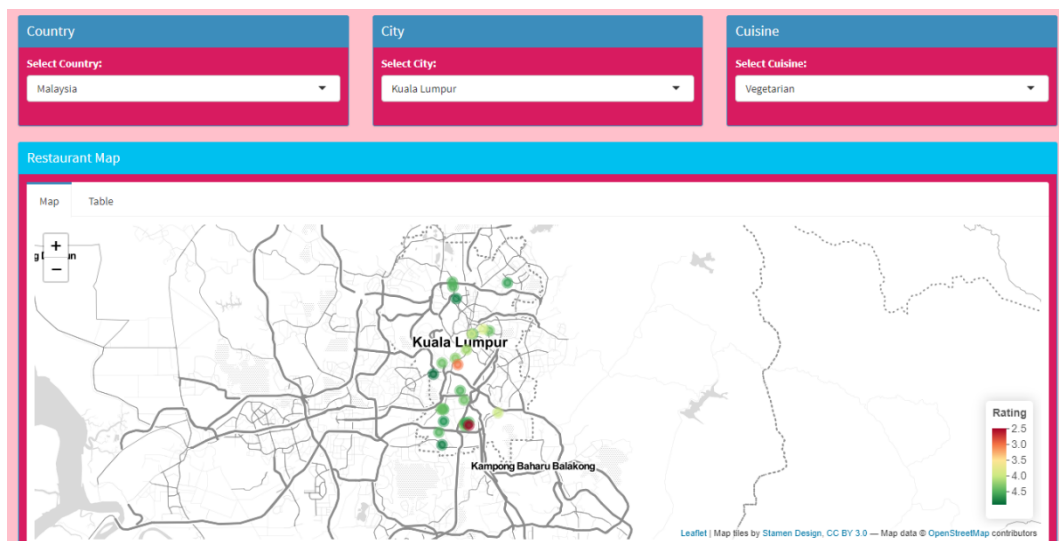 Country
City
Cuisine
Select Country:
Select City:
Select Cuisine:
Malaysia
Kuala Lumpur
Vegetarian
Restaurant Map
Map
Table
+
−
Kuala Lumpur
Kampong Baharu Balakong
Rating
2.5
3.0
3.5
4.0
4.5
Leaflet | Map tiles by Stamen Design, CC BY 3.0 — Map data © OpenStreetMap contributors